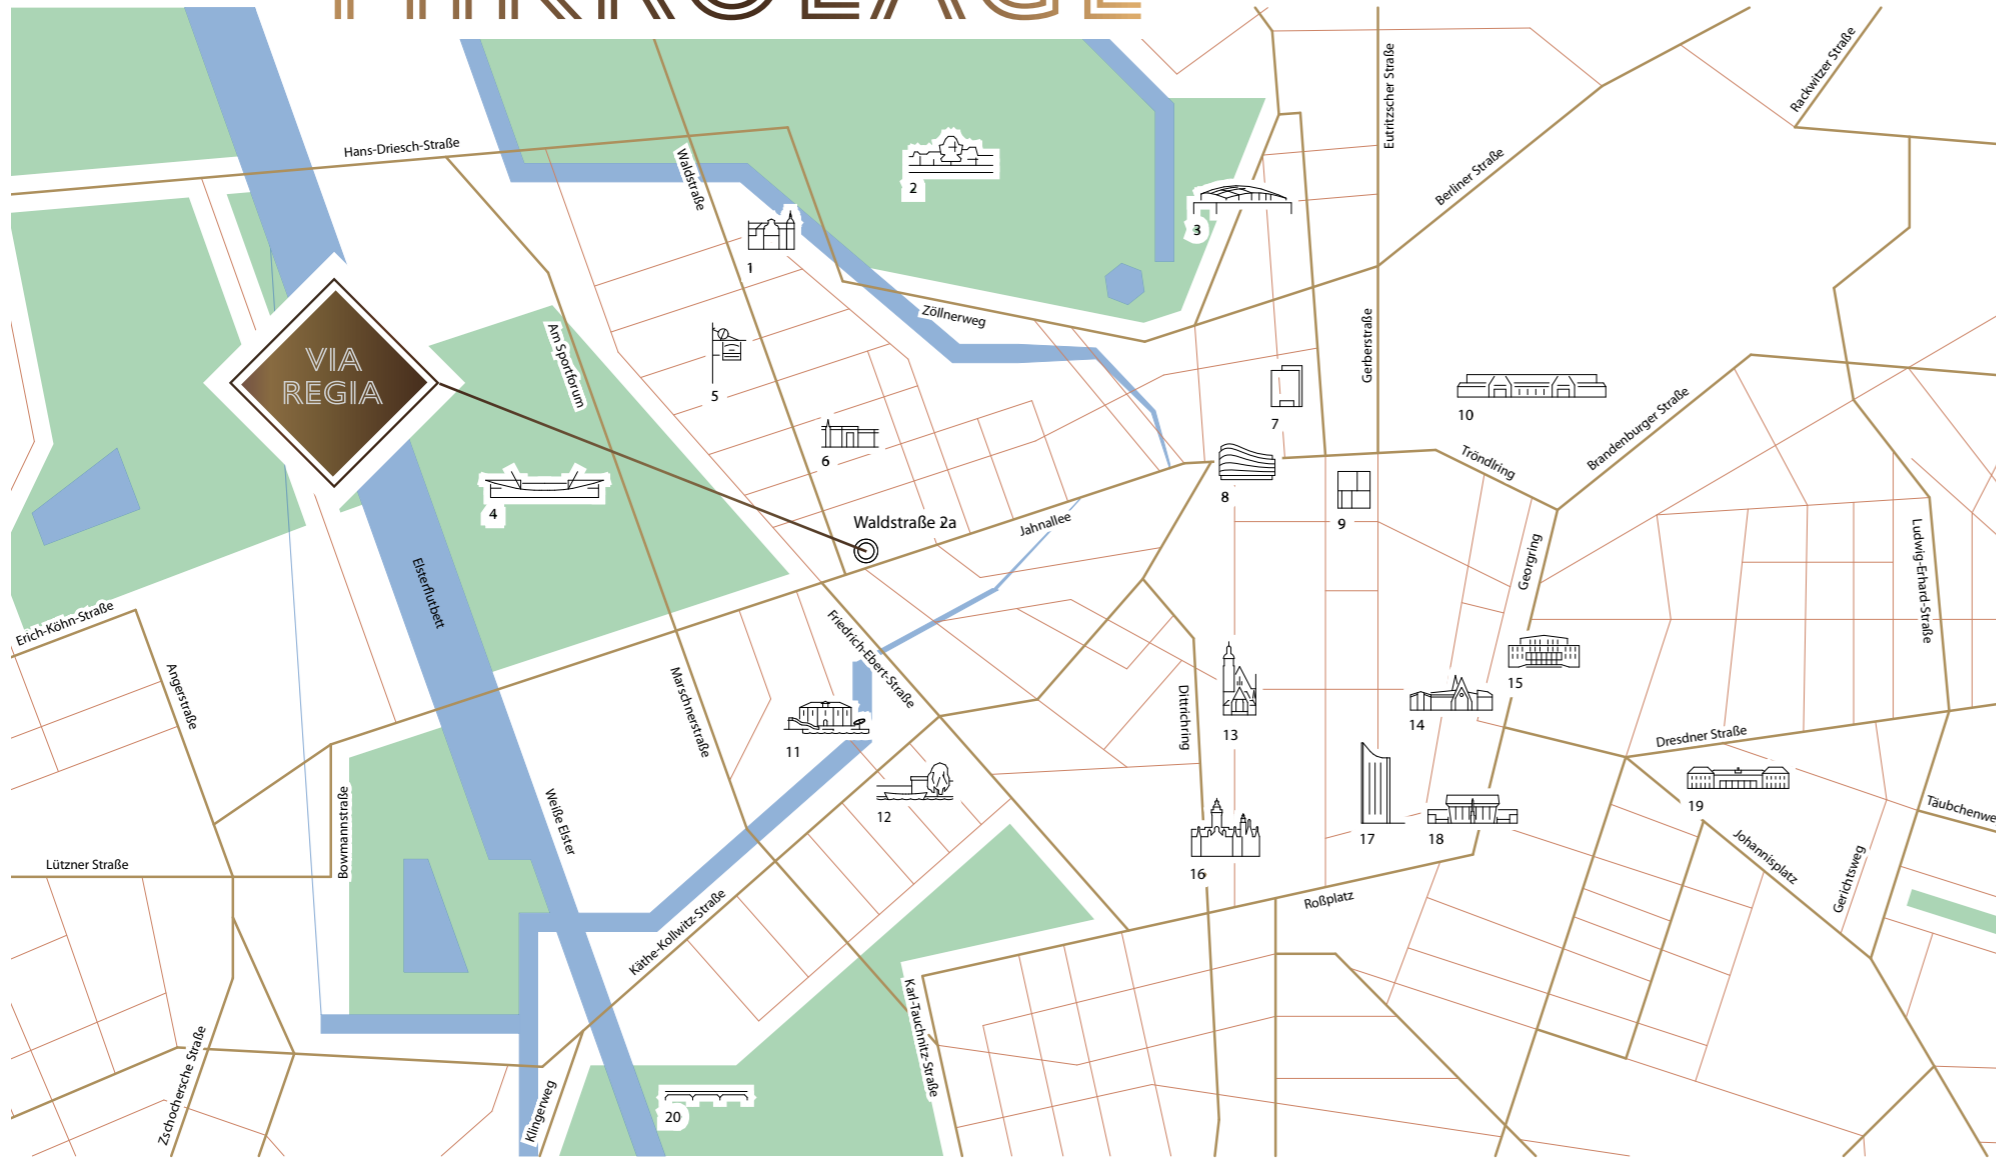 MIKROLAGE
Hans-Driesch-Straße
Waldstraße
Eutritzscher Straße
Rackwitzer Straße
Berliner Straße
2
3
1
VIA
REGIA
Am Sportforum
Zöllnerweg
Gerberstraße
5
6
7
10
Brandenburger Straße
Tröndlring
4
8
9
Waldstraße 2a
Jahnallee
Georgring
Ludwig-Erhard-Straße
Elsterflutbett
Erich-Köhn-Straße
Angerstraße
Friedrich-Ebert-Straße
Marschnerstraße
Dittrichring
15
14
13
11
12
Dresdner Straße
Weiße Elster
Bowmannstraße
17
18
19
Täubchenwe
Johannisplatz
Gerichtsweg
Lützner Straße
16
Roßplatz
Käthe-Kollwitz-Straße
Karl-Tauchnitz-Straße
Zschochersche Straße
Klingerweg
20